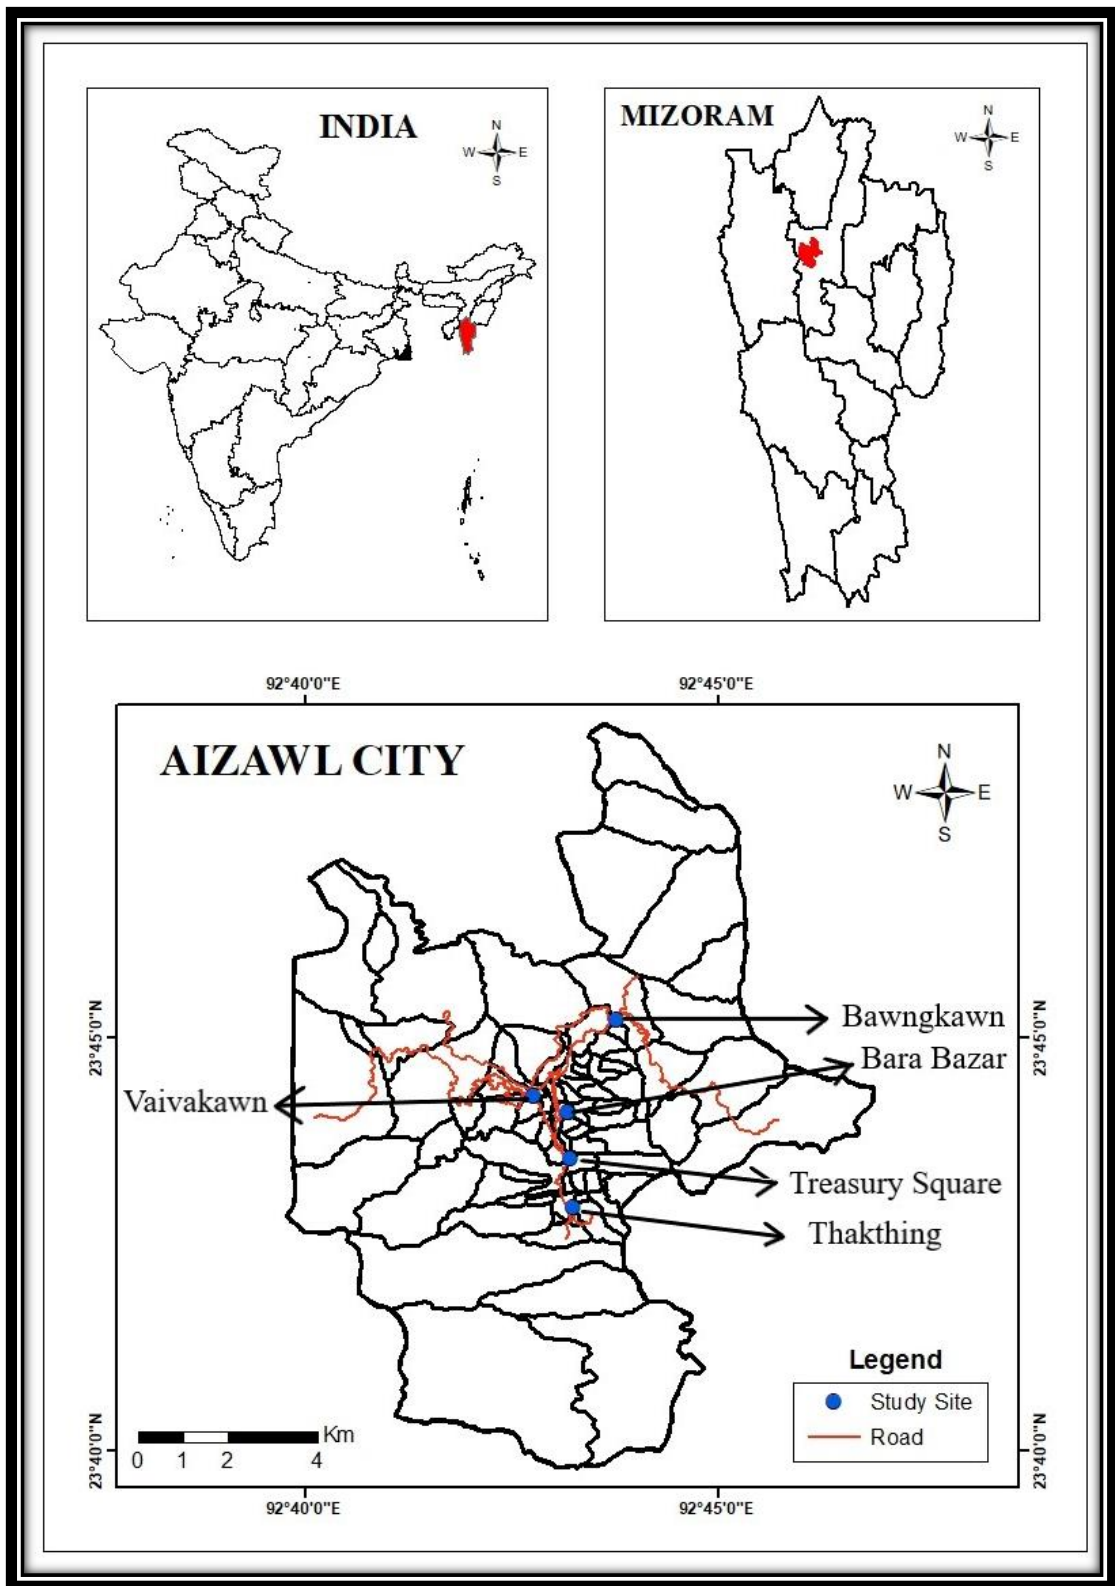 INDIA
N
W E
S
MIZORAM
N
W E
S
92°40'0"E 92°45'0"E
AIZAWL CITY
N
W E
S
23°45'0"N
23°45'0"N
Bawngkawn
Bara Bazar
Vaivakawn
Treasury Square
Thakthing
Legend
Study Site
Road
Km
0 1 2 4
23°40'0"N
23°40'0"N
92°40'0"E 92°45'0"E